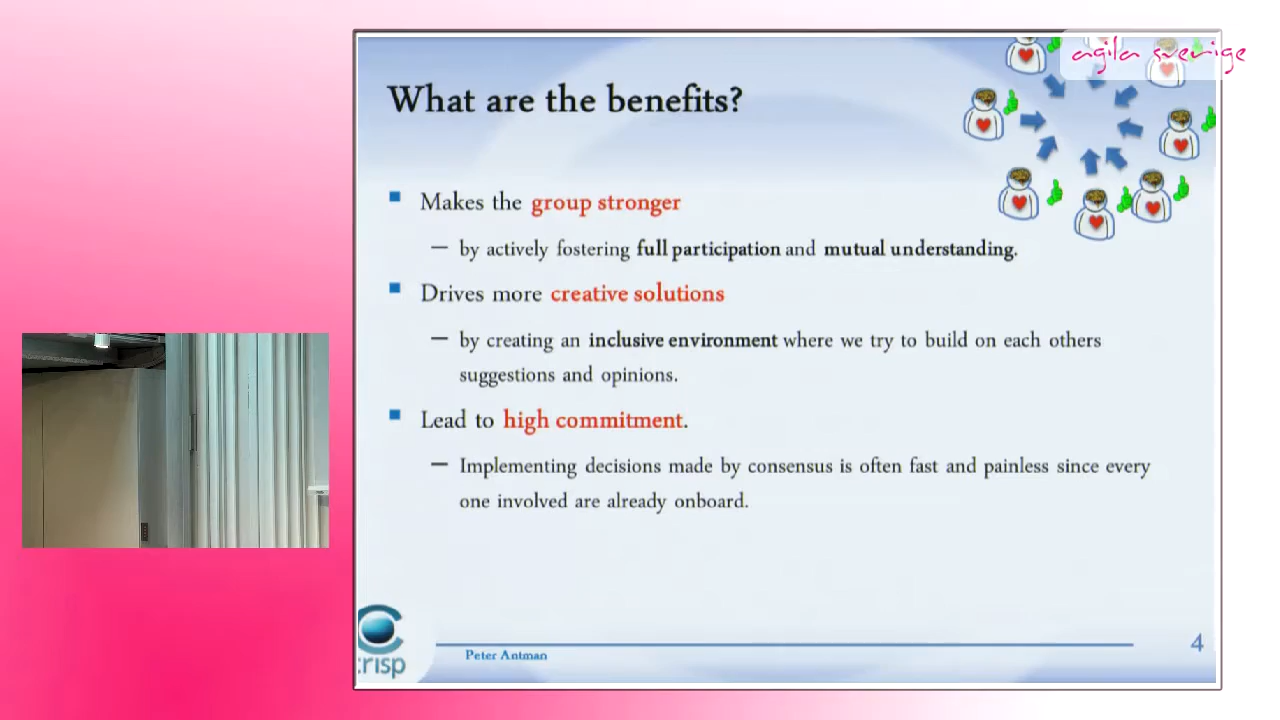 agila sverige
What are the benefits?
Makes the group stronger
— by actively fostering full participation and mutual understanding.
Drives more creative solutions
— by creating an inclusive environment where we try to build on each others
suggestions and opinions.
Lead to high commitment.
— Implementing decisions made by consensus is often fast and painless since every
one involved are already onboard.
crisp
Peter Antman
4